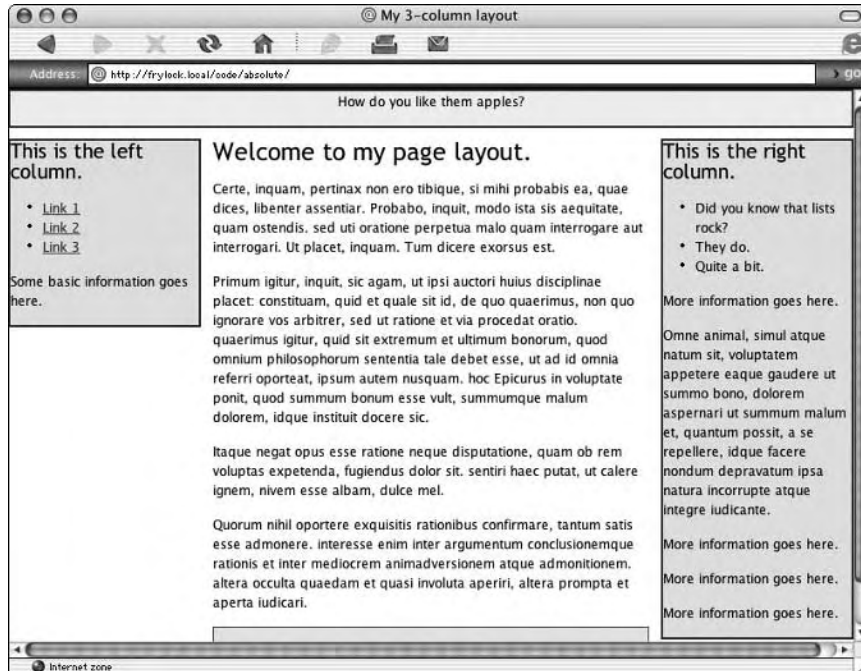 @ My 3-column layout
Address: @ http://frylock.local/code/absolute/ › go
How do you like them apples?
This is the left
column.
• Link 1
• Link 2
• Link 3
Some basic information goes
here.
Welcome to my page layout.
Certe, inquam, pertinax non ero tibique, si mihi probabis ea, quae
dices, libenter assentiar. Probabo, inquit, modo ista sis aequitate,
quam ostendis. sed uti oratione perpetua malo quam interrogare aut
interrogari. Ut placet, inquam. Tum dicere exorsus est.
Primum igitur, inquit, sic agam, ut ipsi auctori huius disciplinae
placet: constituam, quid et quale sit id, de quo quaerimus, non quo
ignorare vos arbitrer, sed ut ratione et via procedat oratio.
quaerimus igitur, quid sit extremum et ultimum bonorum, quod
omnium philosophorum sententia tale debet esse, ut ad id omnia
referri oporteat, ipsum autem nusquam. hoc Epicurus in voluptate
ponit, quod summum bonum esse vult, summumque malum
dolorem, idque instituit docere sic.
Itaque negat opus esse ratione neque disputatione, quam ob rem
voluptas expetenda, fugiendus dolor sit. sentiri haec putat, ut calere
ignem, nivem esse albam, dulce mel.
Quorum nihil oportere exquisitis rationibus confirmare, tantum satis
esse admonere. interesse enim inter argumentum conclusionemque
rationis et inter mediocrem animadversionem atque admonitionem.
altera occulta quaedam et quasi involuta aperiri, altera prompta et
aperta iudicari.
This is the right
column.
• Did you know that lists
rock?
• They do.
• Quite a bit.
More information goes here.
Omne animal, simul atque
natum sit, voluptatem
appetere eaque gaudere ut
summo bono, dolorem
aspernari ut summum malum
et, quantum possit, a se
repellere, idque facere
nondum depravatum ipsa
natura incorrupte atque
integre iudicante.
More information goes here.
More information goes here.
More information goes here.
Internet zone